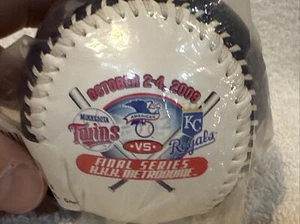 OCTOBER 2-4, 2009
MINNESOTA
Twins
KC
Royals
VS
FINAL SERIES
H.H.H. METRODOME